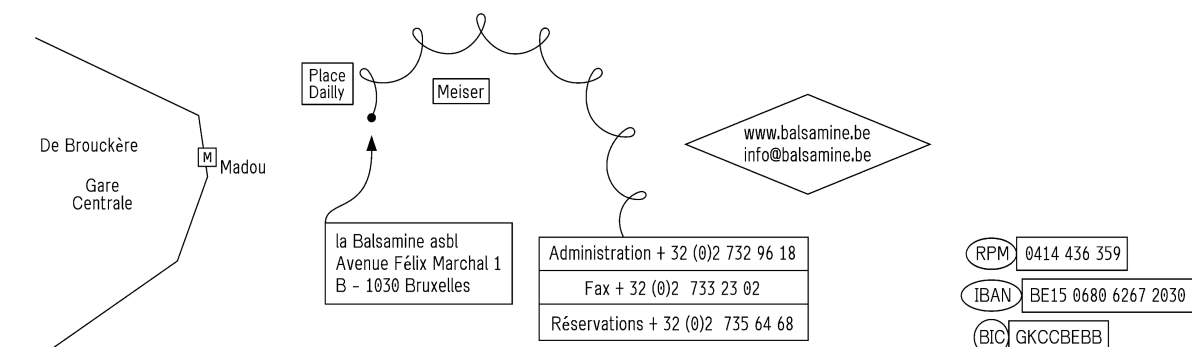 De Brouckère
Gare
Centrale
M
Madou
Place
Dailly
Meiser
www.balsamine.be
info@balsamine.be
la Balsamine asbl
Avenue Félix Marchal 1
B - 1030 Bruxelles
Administration + 32 (0)2 732 96 18
Fax + 32 (0)2 733 23 02
Réservations + 32 (0)2 735 64 68
RPM 0414 436 359
IBAN BE15 0680 6267 2030
BIC GKCCBEBB